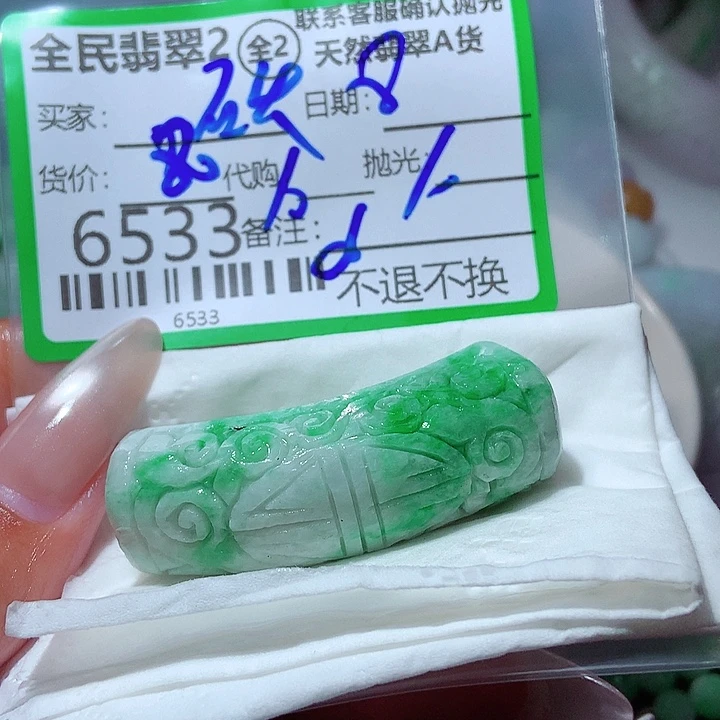 联系客服确认抛光
全民翡翠2 全2 天然翡翠A货
买家： 日期：
货价： 代购 抛光：
6533 备注：
不退不换
6533